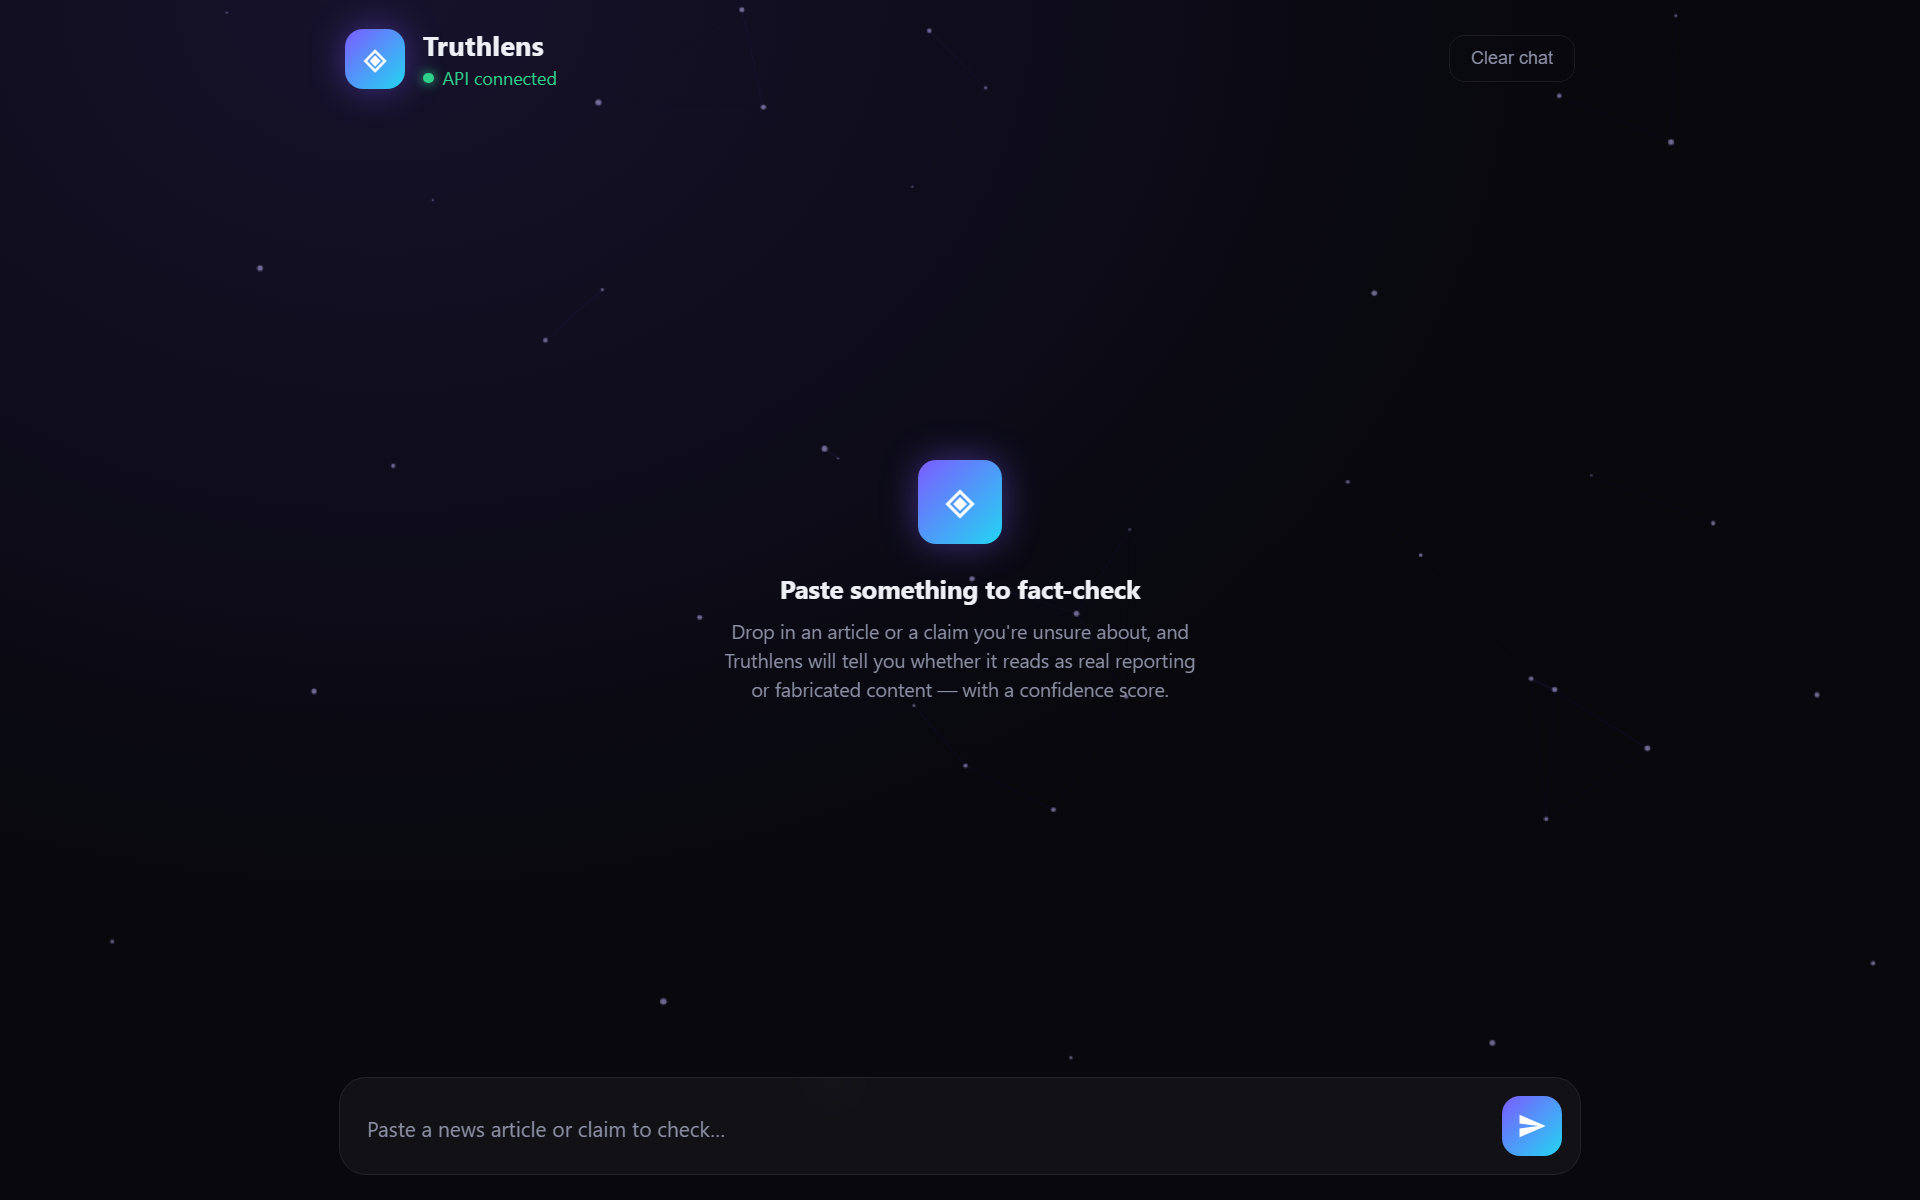 Truthlens
API connected
Clear chat
Paste something to fact-check
Drop in an article or a claim you're unsure about, and
Truthlens will tell you whether it reads as real reporting
or fabricated content — with a confidence score.
Paste a news article or claim to check...